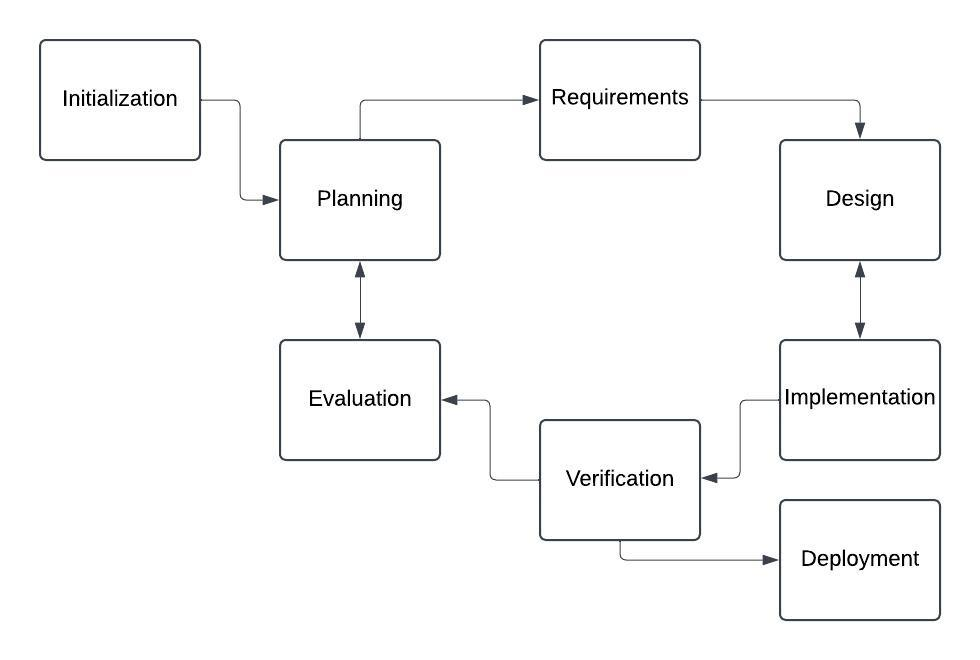 Initialization
Requirements
Planning
Design
Evaluation
Implementation
Verification
Deployment